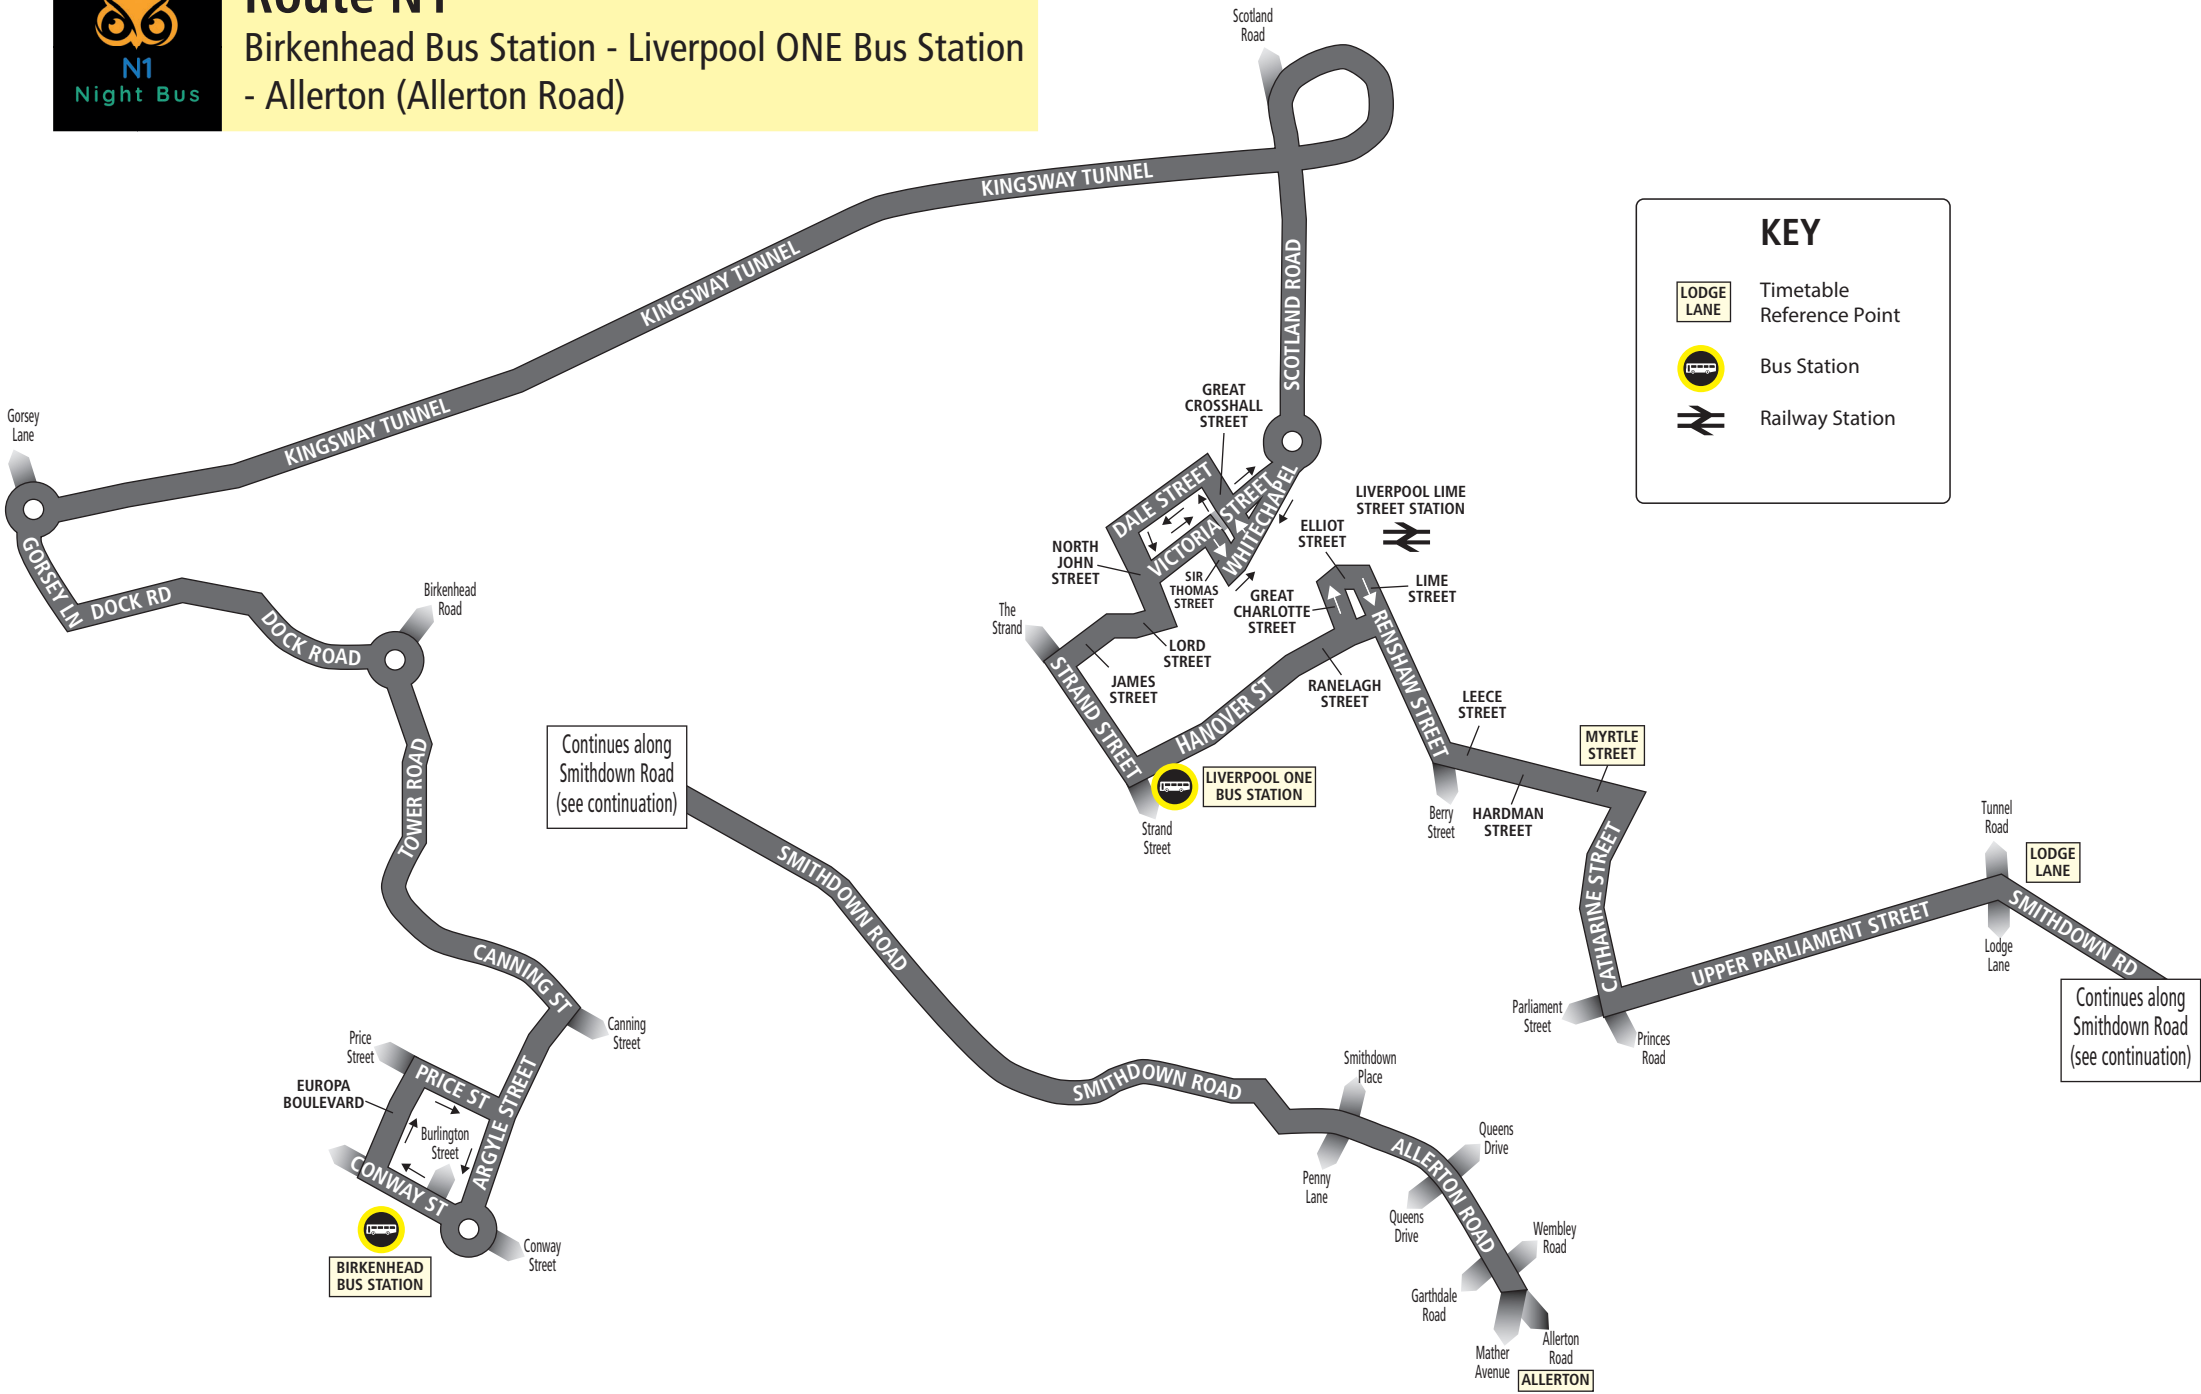 Route N1
Birkenhead Bus Station - Liverpool ONE Bus Station
- Allerton (Allerton Road)
N1
Night Bus
Scotland
Road
KINGSWAY TUNNEL
KINGSWAY TUNNEL
KINGSWAY TUNNEL
SCOTLAND ROAD
KEY
LODGE
LANE
Timetable
Reference Point
Bus Station
Railway Station
Gorsey
Lane
GORSEY LN
DOCK RD
DOCK ROAD
Birkenhead
Road
TOWER ROAD
CANNING ST
Canning
Street
Price
Street
PRICE ST
EUROPA
BOULEVARD
Burlington
Street
ARGYLE STREET
CONWAY ST
Conway
Street
BIRKENHEAD
BUS STATION
GREAT
CROSSHALL
STREET
DALE STREET
VICTORIA STREET
WHITECHAPEL
NORTH
JOHN
STREET
SIR
THOMAS
STREET
LORD
STREET
JAMES
STREET
The
Strand
STRAND STREET
Strand
Street
LIVERPOOL ONE
BUS STATION
HANOVER ST
RANELAGH
STREET
GREAT
CHARLOTTE
STREET
ELLIOT
STREET
LIVERPOOL LIME
STREET STATION
LIME
STREET
RENSHAW STREET
Berry
Street
LEECE
STREET
HARDMAN
STREET
MYRTLE
STREET
CATHARINE STREET
Parliament
Street
Princes
Road
UPPER PARLIAMENT STREET
Tunnel
Road
LODGE
LANE
Lodge
Lane
SMITHDOWN RD
Continues along
Smithdown Road
(see continuation)
Continues along
Smithdown Road
(see continuation)
SMITHDOWN ROAD
SMITHDOWN ROAD
Smithdown
Place
Penny
Lane
ALLERTON ROAD
Queens
Drive
Queens
Drive
Wembley
Road
Garthdale
Road
Mather
Avenue
Allerton
Road
ALLERTON